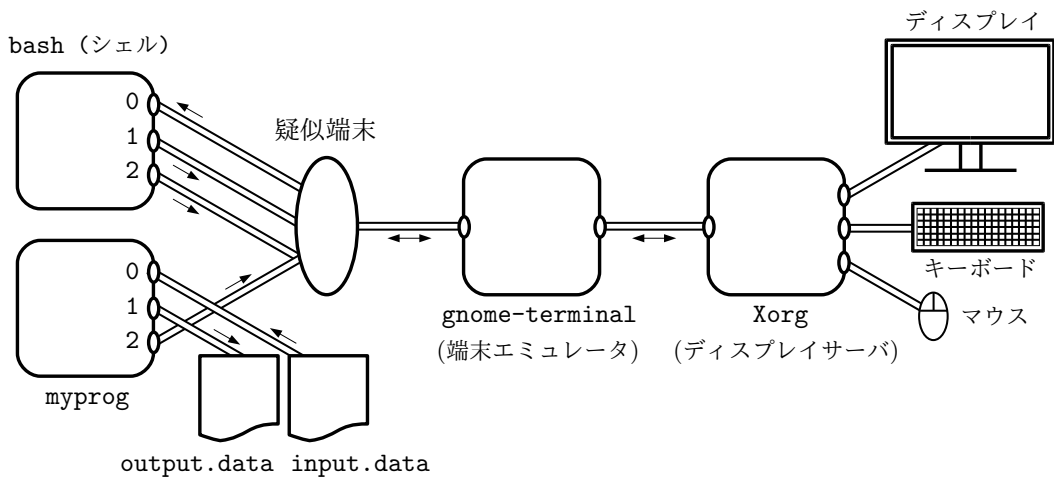 bash (シェル)
0
1
2
疑似端末
ディスプレイ
キーボード
マウス
0
1
2
myprog
gnome-terminal
(端末エミュレータ)
Xorg
(ディスプレイサーバ)
output.data
input.data